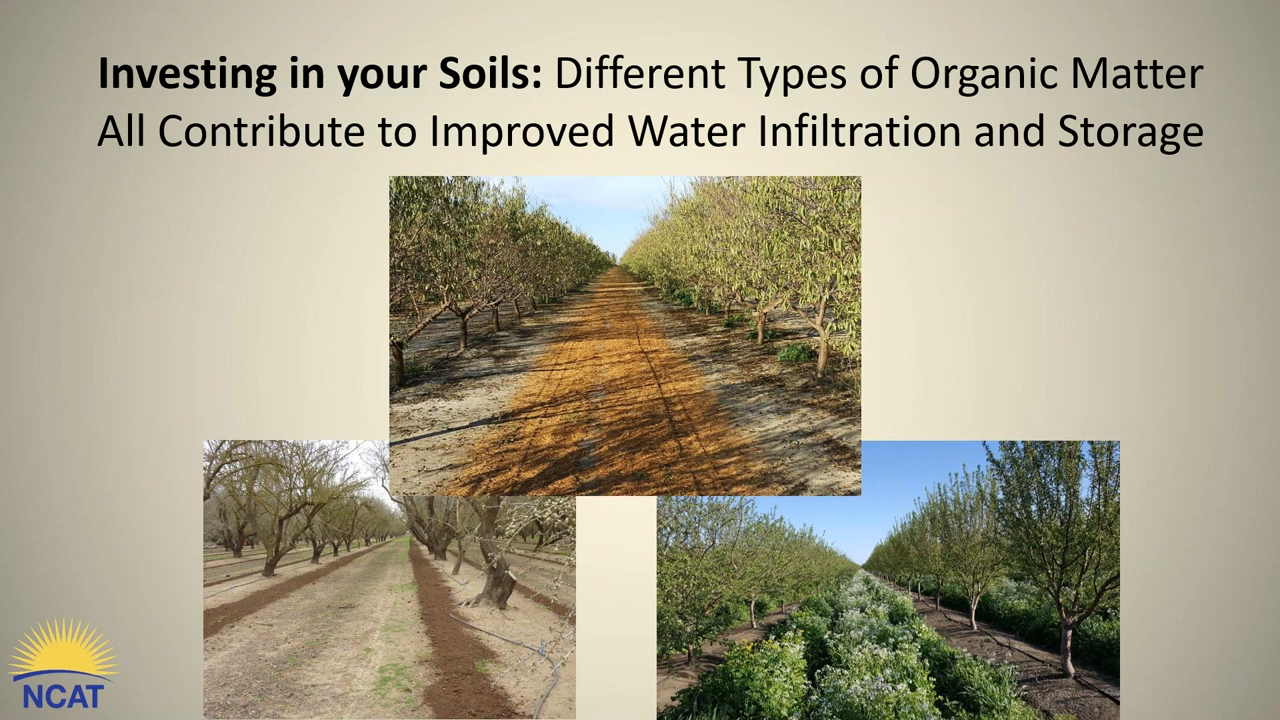 Investing in your Soils: Different Types of Organic Matter
All Contribute to Improved Water Infiltration and Storage
NCAT